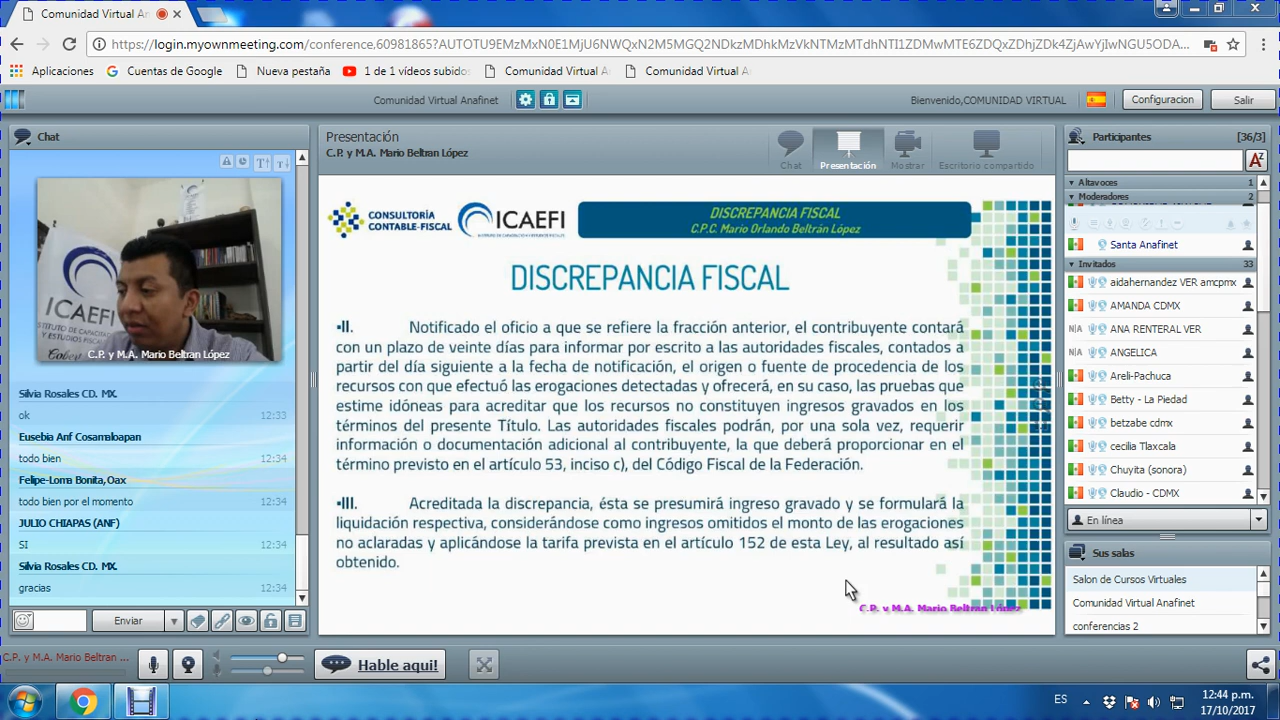 Comunidad Virtual Anafi
https://login.myownmeeting.com/conference,60981865?AUTOTU9EMzMxN0E1MjU6NWQxN2M5MGQ2NDkzMDhkMzVkNTMzMTdhNTI1ZDMwMTE6ZDQxZDhjZDk4ZjAwYjIwNGU5ODA...
Aplicaciones
Cuentas de Google
Nueva pestaña
1 de 1 vídeos subidos
Comunidad Virtual A
Comunidad Virtual A
Comunidad Virtual Anafinet
Bienvenido,COMUNIDAD VIRTUAL
Configuracion
Salir
Chat
ICAEFI
C.P. y M.A. Mario Beltran López
Silvia Rosales CD. MX.
ok 12:33
Eusebia Anf Cosamaloapan
todo bien 12:34
Felipe-Loma Bonita,Oax
todo bien por el momento 12:34
JULIO CHIAPAS (ANF)
SI 12:34
Silvia Rosales CD. MX.
gracias 12:34
Enviar
Presentación
C.P. y M.A. Mario Beltran López
Chat
Presentación
Mostrar
Escritorio compartido
CONSULTORÍA
CONTABLE-FISCAL
ICAEFI
DISCREPANCIA FISCAL
C.P.C. Mario Orlando Beltrán López
DISCREPANCIA FISCAL
•II. Notificado el oficio a que se refiere la fracción anterior, el contribuyente contará
con un plazo de veinte días para informar por escrito a las autoridades fiscales, contados a
partir del día siguiente a la fecha de notificación, el origen o fuente de procedencia de los
recursos con que efectuó las erogaciones detectadas y ofrecerá, en su caso, las pruebas que
estime idóneas para acreditar que los recursos no constituyen ingresos gravados en los
términos del presente Título. Las autoridades fiscales podrán, por una sola vez, requerir
información o documentación adicional al contribuyente, la que deberá proporcionar en el
término previsto en el artículo 53, inciso c), del Código Fiscal de la Federación.
•III. Acreditada la discrepancia, ésta se presumirá ingreso gravado y se formulará la
liquidación respectiva, considerándose como ingresos omitidos el monto de las erogaciones
no aclaradas y aplicándose la tarifa prevista en el artículo 152 de esta Ley, al resultado así
obtenido.
C.P. y M.A. Mario Beltran López
Participantes [36/3]
Altavoces 1
Moderadores 2
Santa Anafinet
Invitados 33
aidahernandez VER amcpmx
AMANDA CDMX
N/A ANA RENTERAL VER
N/A ANGELICA
Areli-Pachuca
Betty - La Piedad
betzabe cdmx
cecilia Tlaxcala
Chuyita (sonora)
Claudio - CDMX
En línea
Sus salas
Salon de Cursos Virtuales
Comunidad Virtual Anafinet
conferencias 2
C.P. y M.A. Mario Beltran ...
Hable aqui!
ES
12:44 p.m.
17/10/2017